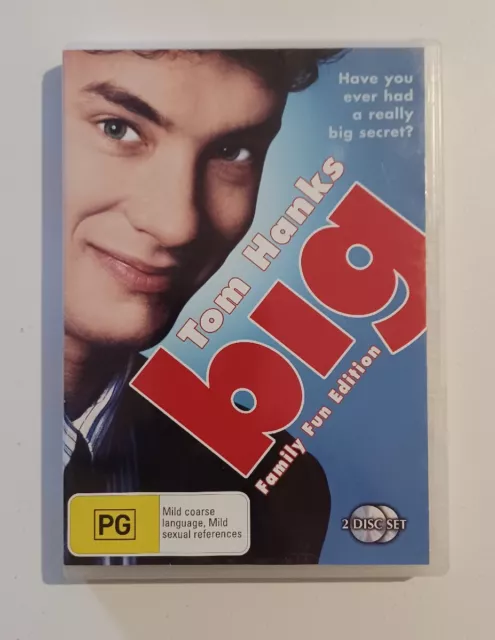 Have you
ever had
a really
big secret?
Tom Hanks
big
Family Fun Edition
PG
Mild coarse
language, Mild
sexual references
2 DISC SET